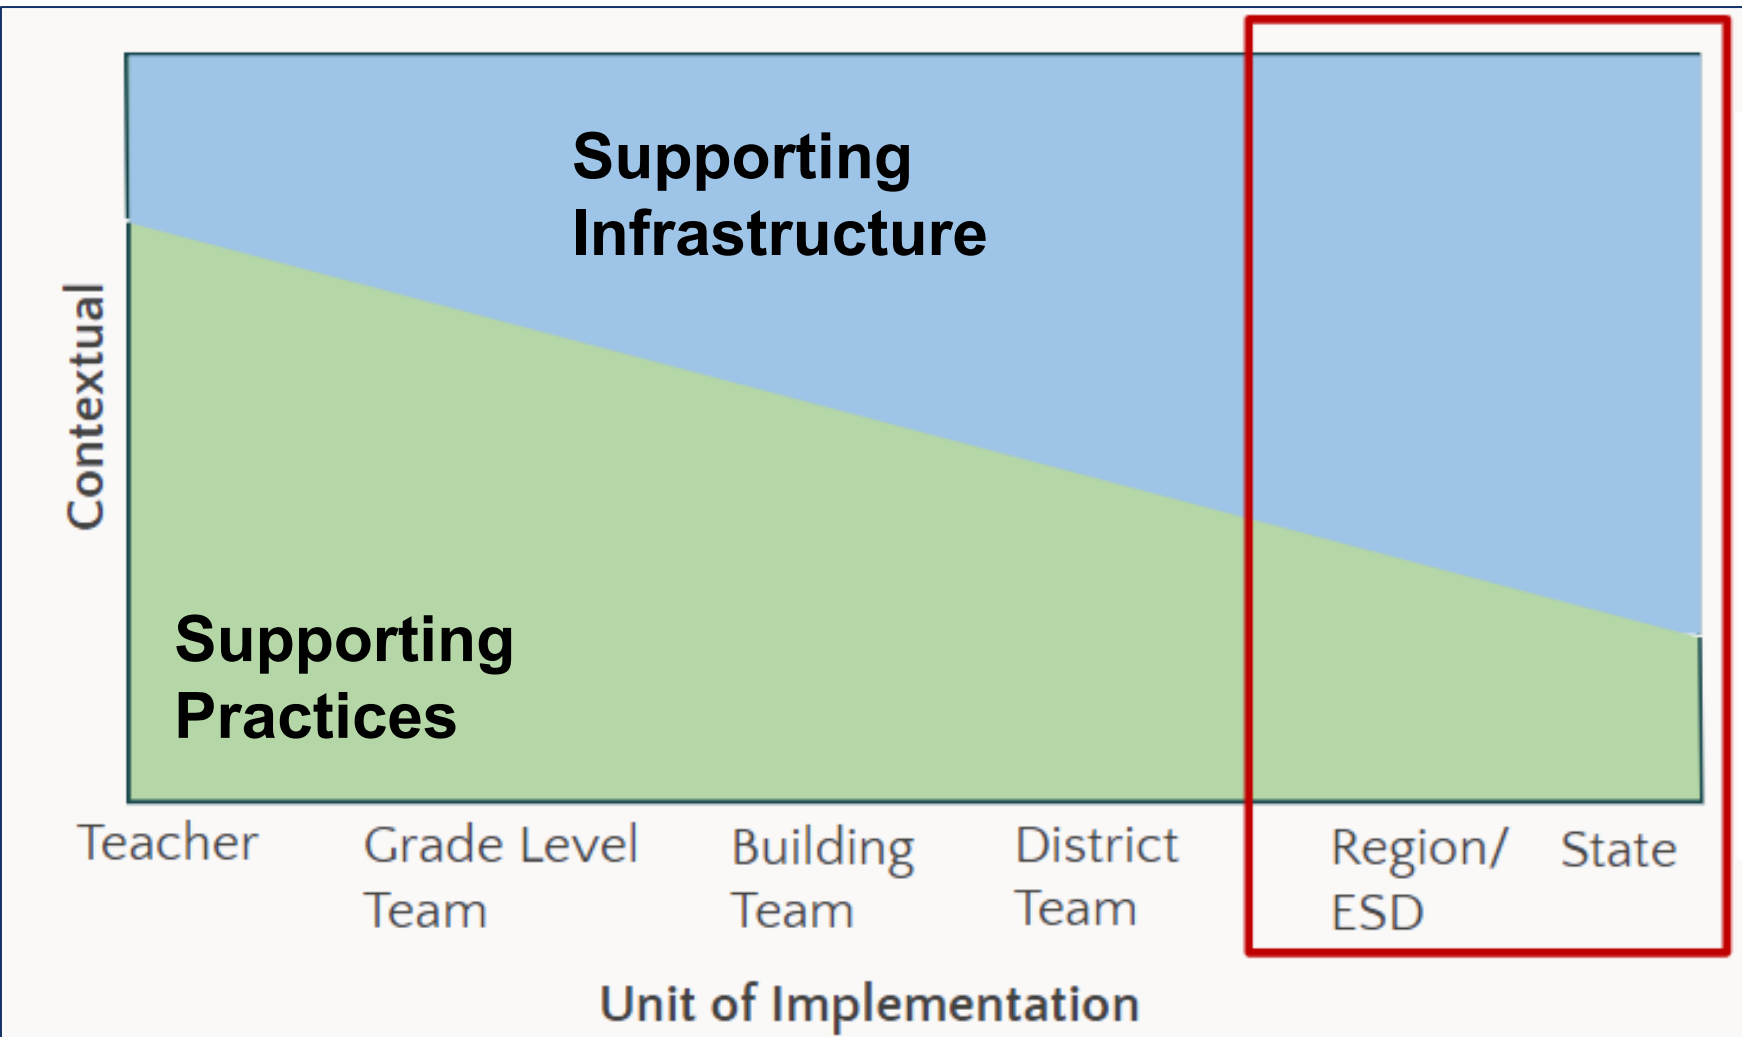 Supporting
Infrastructure
Contextual
Supporting
Practices
Teacher
Grade Level
Team
Building
Team
District
Team
Region/
ESD
State
Unit of Implementation